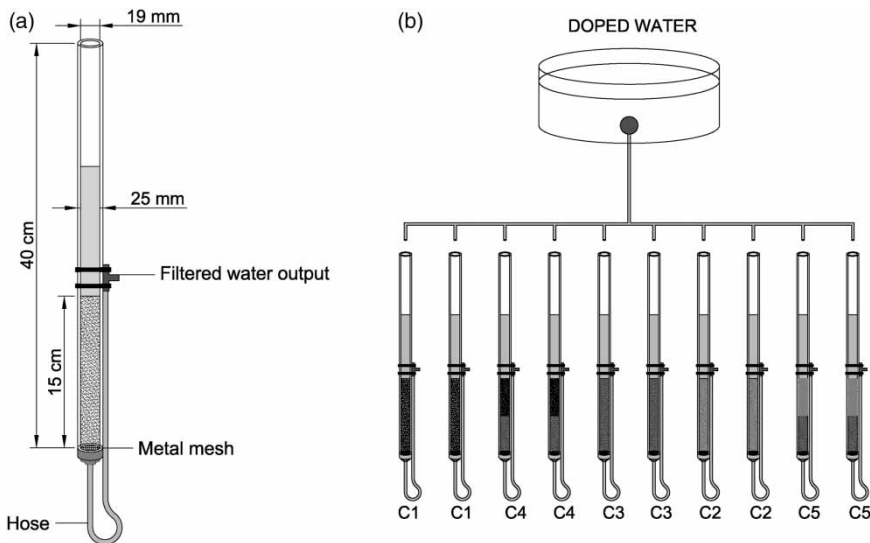 (a)
19 mm
25 mm
40 cm
Filtered water output
15 cm
Metal mesh
Hose
(b)
DOPED WATER
C1 C1 C4 C4 C3 C3 C2 C2 C5 C5